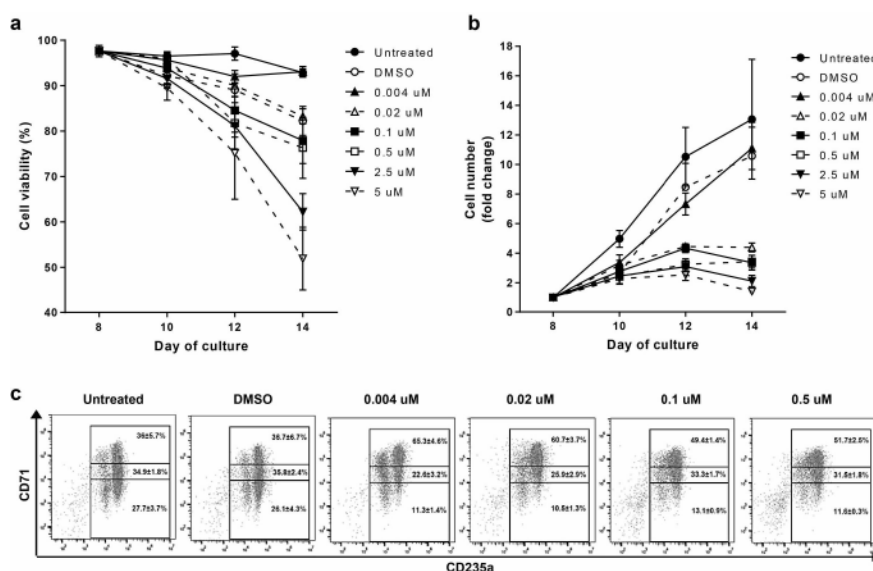 a
100
90
80
70
60
50
40
Cell viability (%)
8
10
12
14
Day of culture
Untreated
DMSO
0.004 uM
0.02 uM
0.1 uM
0.5 uM
2.5 uM
5 uM
b
18
16
14
12
10
8
6
4
2
0
Cell number
(fold change)
8
10
12
14
Day of culture
Untreated
DMSO
0.004 uM
0.02 uM
0.1 uM
0.5 uM
2.5 uM
5 uM
c
Untreated
DMSO
0.004 uM
0.02 uM
0.1 uM
0.5 uM
CD71
36±5.7%
34.9±1.8%
27.7±3.7%
36.7±6.7%
35.8±2.4%
26.1±4.3%
65.3±4.6%
22.6±3.2%
11.3±1.4%
60.7±3.7%
25.9±2.9%
10.5±1.3%
49.4±1.4%
33.3±1.7%
13.1±0.9%
51.7±2.5%
31.5±1.8%
11.6±0.3%
CD235a